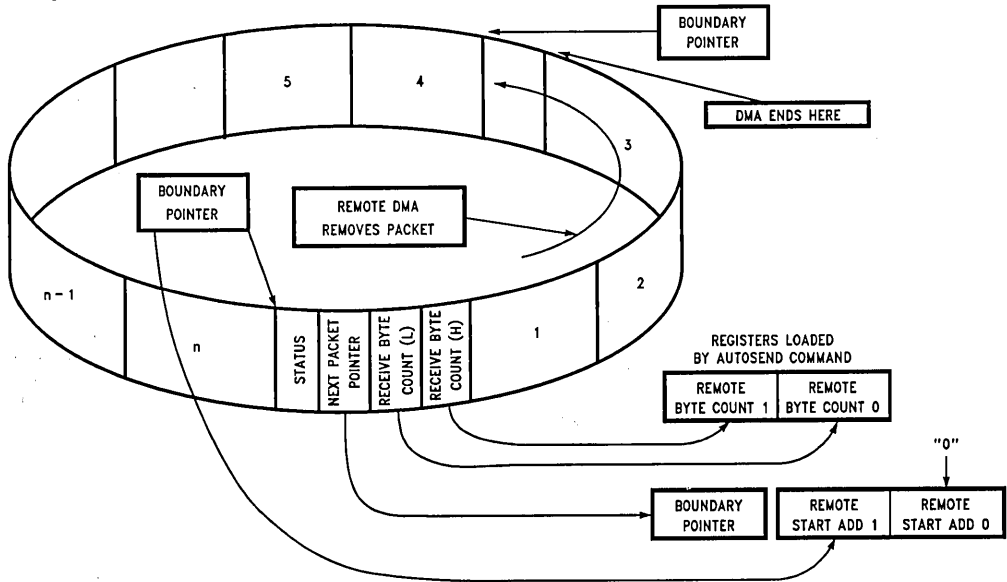 BOUNDARY
POINTER
5
4
DMA ENDS HERE
3
BOUNDARY
POINTER
REMOTE DMA
REMOVES PACKET
n-1
n
STATUS
NEXT PACKET
POINTER
RECEIVE BYTE
COUNT (L)
RECEIVE BYTE
COUNT (H)
1
2
REGISTERS LOADED
BY AUTOSEND COMMAND
REMOTE
BYTE COUNT 1
REMOTE
BYTE COUNT 0
"0"
BOUNDARY
POINTER
REMOTE
START ADD 1
REMOTE
START ADD 0